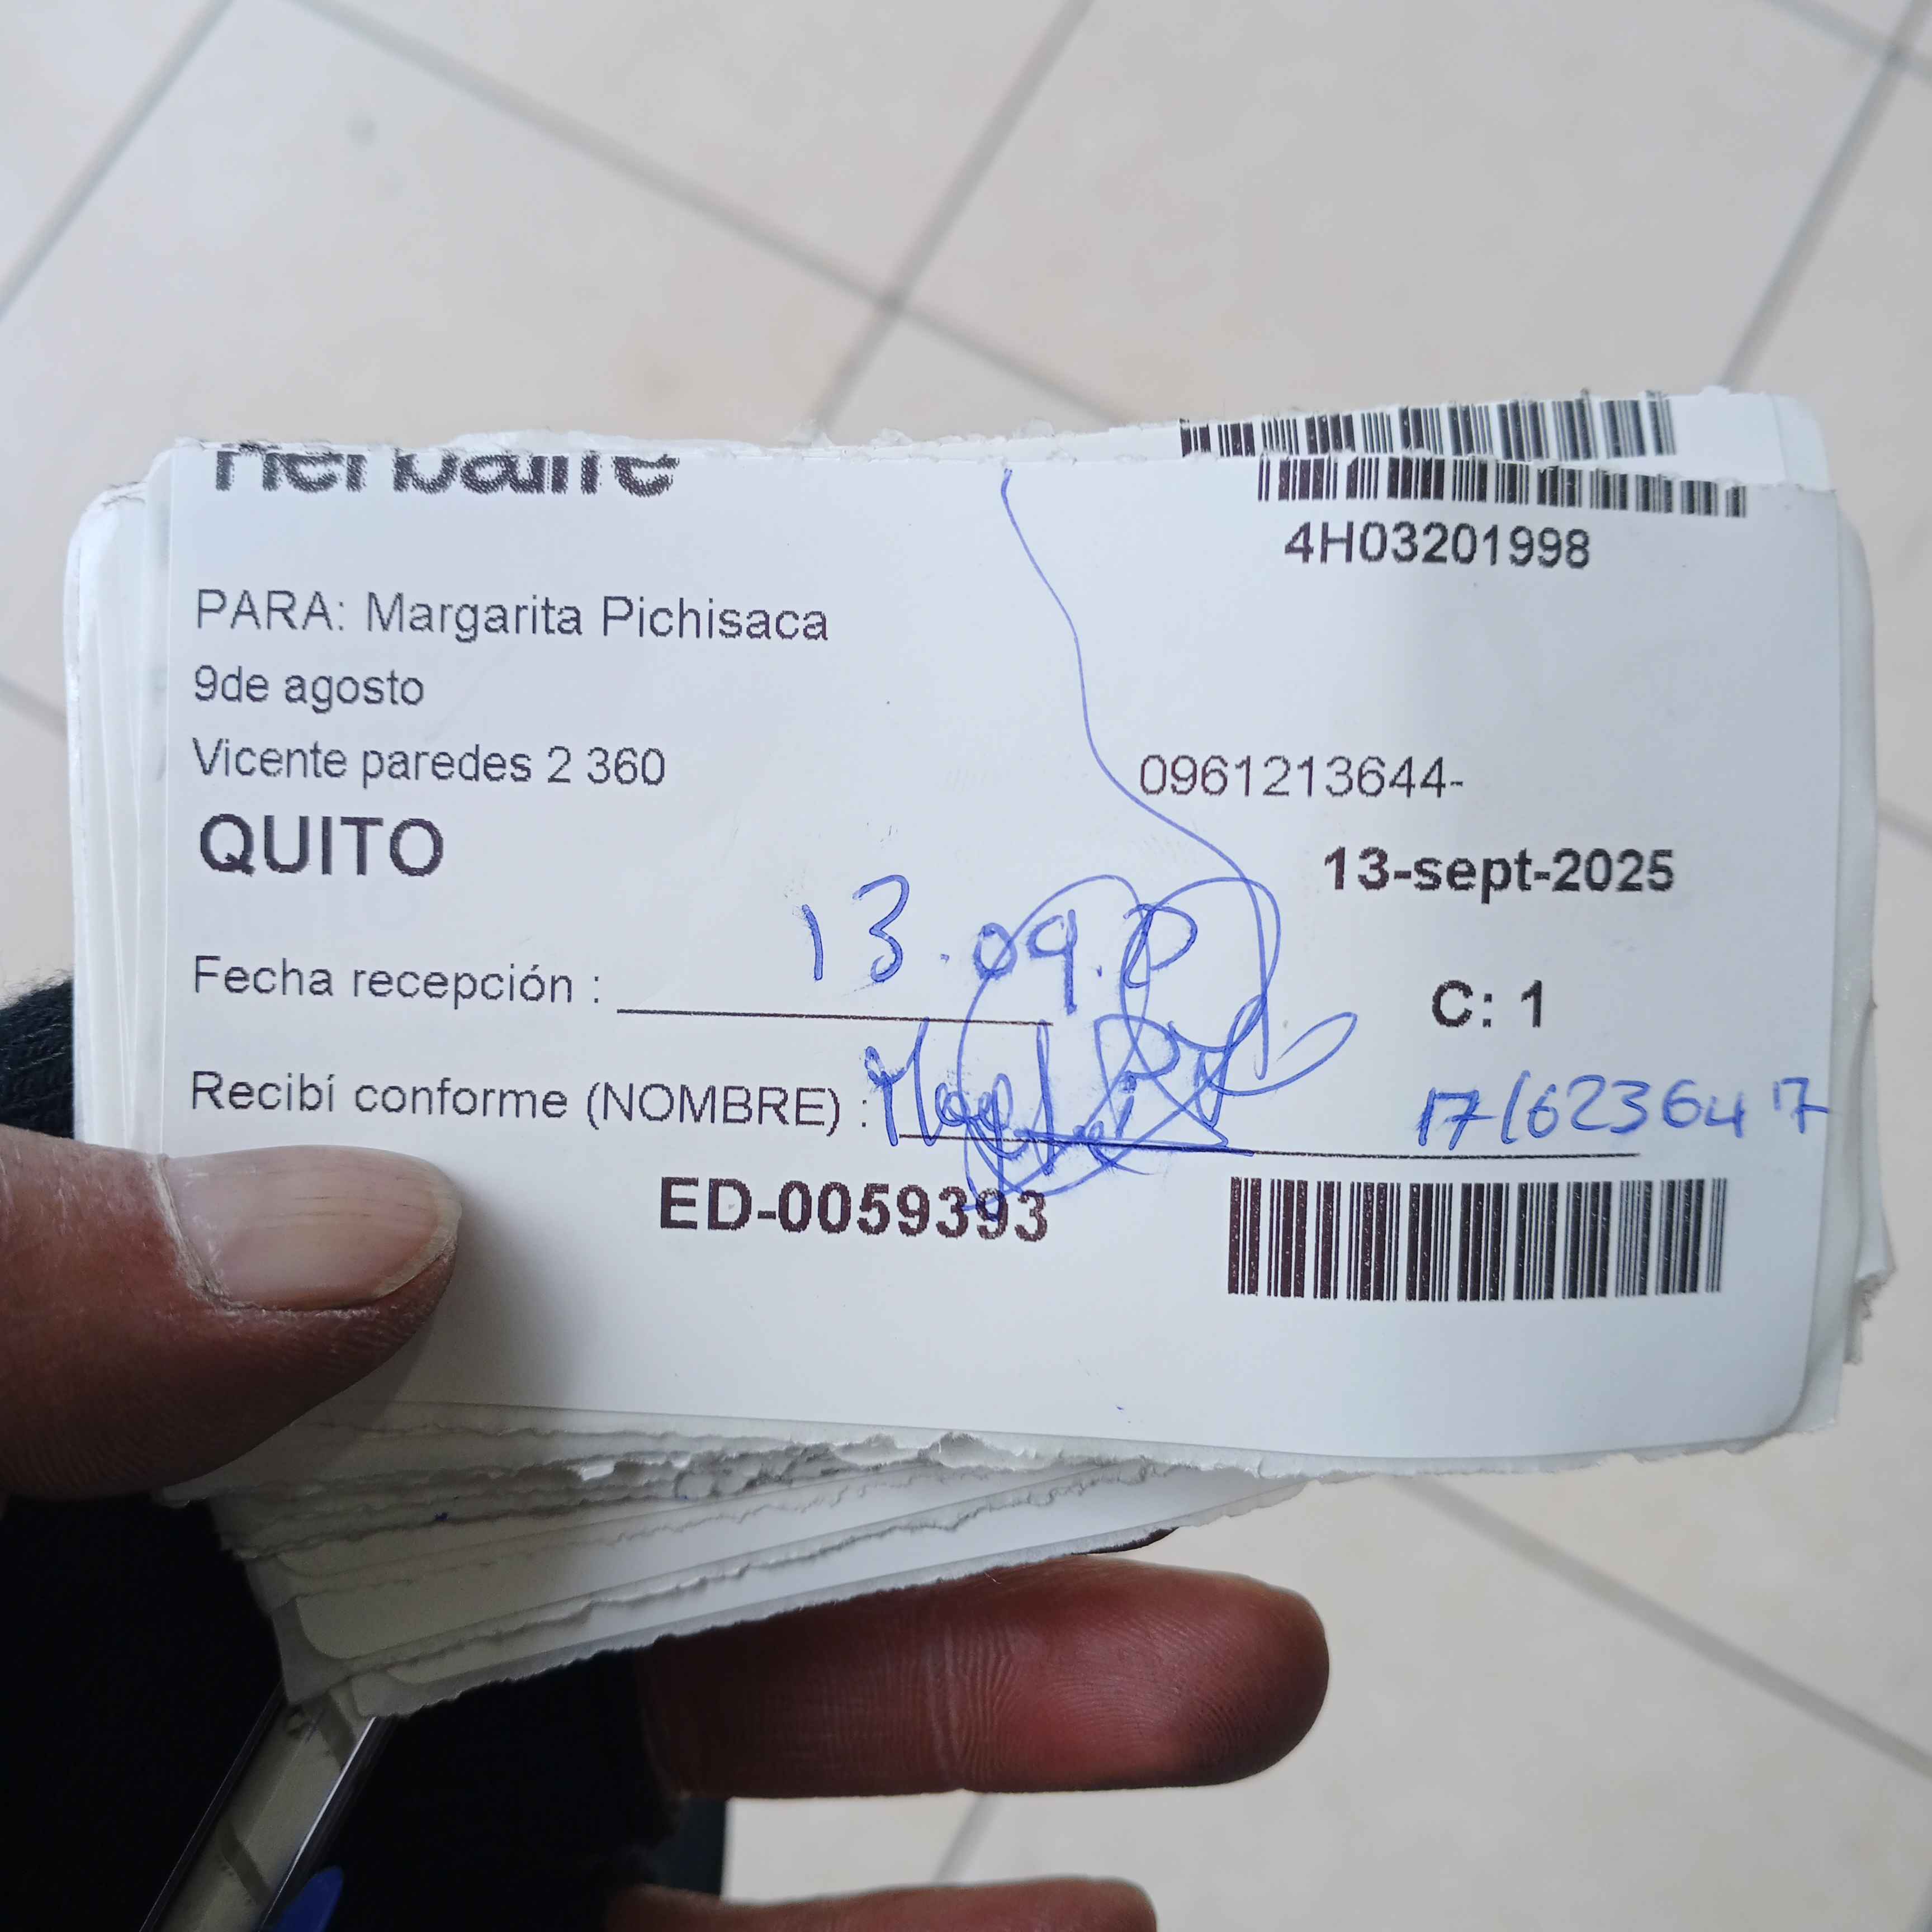 4H03201998
PARA: Margarita Pichisaca
9de agosto
Vicente paredes 2 360
0961213644-
QUITO
13-sept-2025
Fecha recepción : 13.09.
C: 1
Recibí conforme (NOMBRE) :
1716236417
ED-0059393